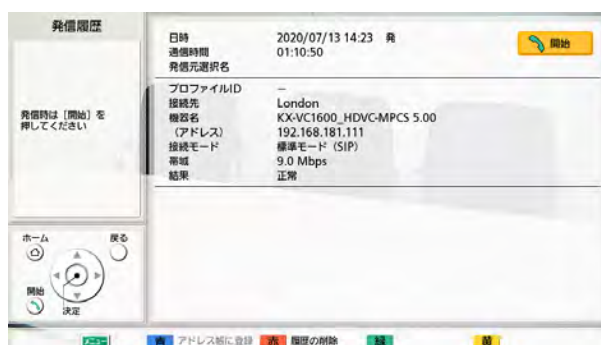 発信履歴
発信時は［開始］を
押してください
日時 2020/07/13 14:23 発
通信時間 01:10:50
発信元選択名
開始
プロファイルID －
接続先 London
機器名 KX-VC1600_HDVC-MPCS 5.00
（アドレス） 192.168.181.111
接続モード 標準モード（SIP）
帯域 9.0 Mbps
結果 正常
ホーム 戻る
開始 決定
メニュー 青 アドレス帳に登録 赤 履歴の削除 緑 黄